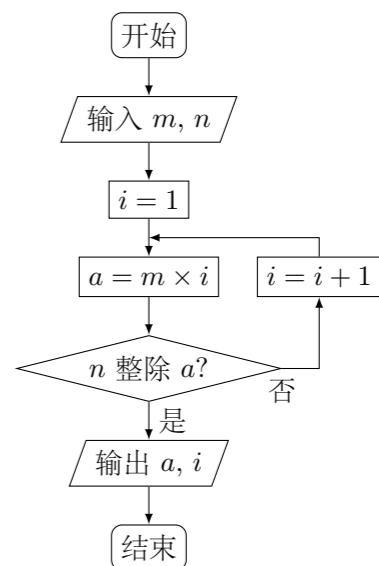 开始
输入 m, n
i = 1
a = m × i
i = i + 1
n 整除 a?
否
是
输出 a, i
结束